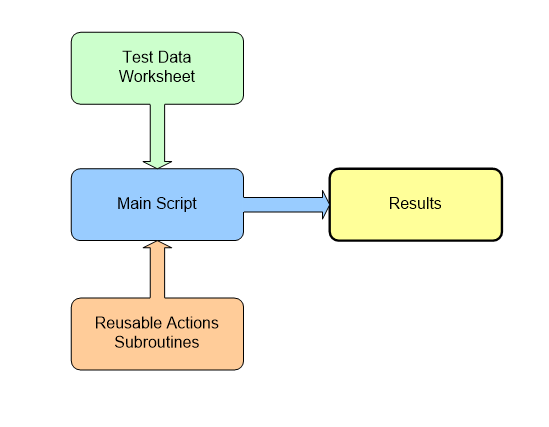 Test Data
Worksheet
Main Script
Results
Reusable Actions
Subroutines